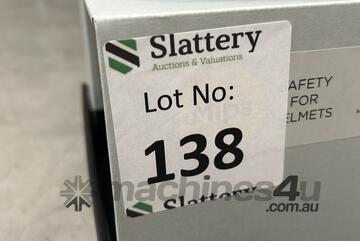 Slattery
Auctions & Valuations
Lot No:
138
Slattery
AFETY
FOR
ELMETS
machines4u
.com.au